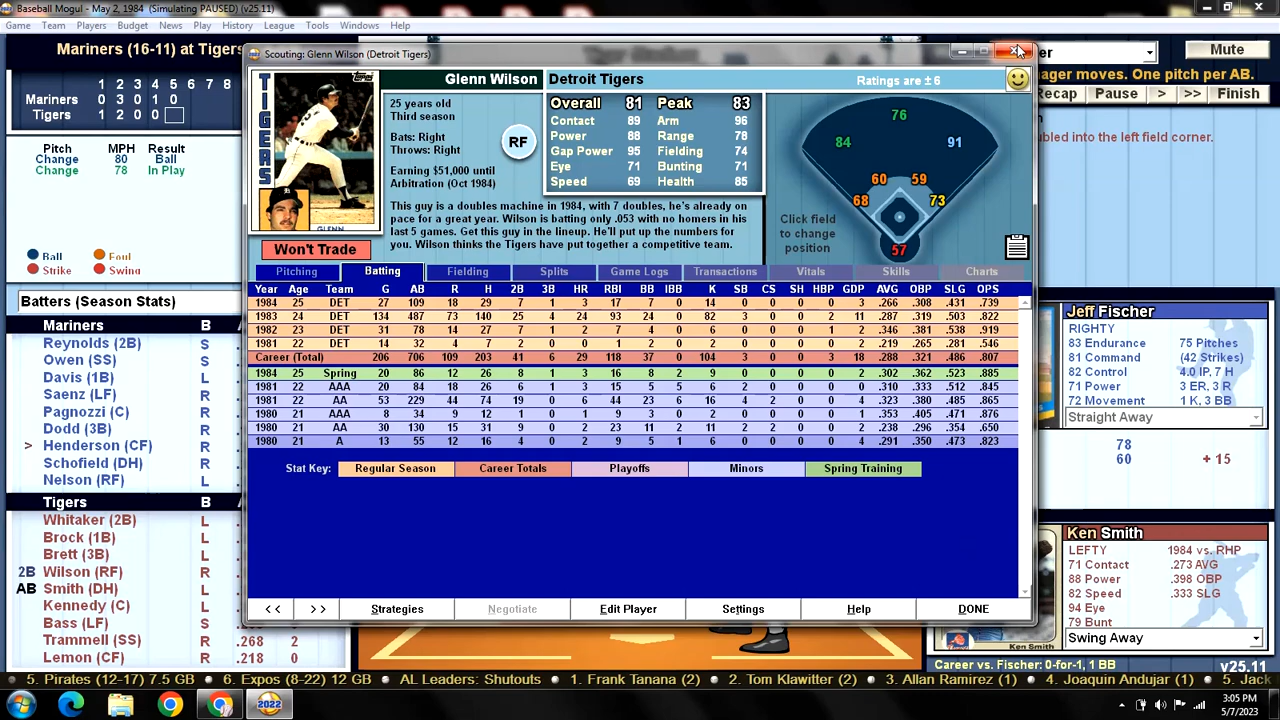 Baseball Mogul - May 2, 1984 (Simulating PAUSED) (v25.11)
Game Team Players Budget News Play History League Tools Windows Help
Mariners (16-11) at Tigers
1 2 3 4 5 6 7 8
Mariners 0 3 0 1 0
Tigers 1 2 0 0
Pitch MPH Result
Change 80 Ball
Change 78 In Play
Ball Foul
Strike Swing
Batters (Season Stats)
Mariners B
Reynolds (2B) S
Owen (SS) S
Davis (1B) L
Saenz (LF) R
Pagnozzi (C) R
Dodd (3B) R
> Henderson (CF) R
Schofield (DH) R
Nelson (RF) R
Tigers B
Whitaker (2B) L
Brock (1B) L
Brett (3B) L
2B Wilson (RF) R
AB Smith (DH) L
Kennedy (C) L
Bass (LF) S
Trammell (SS) R .268 2
Lemon (CF) R .218 0
Scouting: Glenn Wilson (Detroit Tigers)
TIGERS
Topps
GLENN
Won't Trade
Glenn Wilson
25 years old
Third season
Bats: Right
Throws: Right
Earning $51,000 until
Arbitration (Oct 1984)
RF
Detroit Tigers
Ratings are ± 6
Overall 81 Peak 83
Contact 89 Arm 96
Power 88 Range 78
Gap Power 95 Fielding 74
Eye 71 Bunting 71
Speed 69 Health 85
This guy is a doubles machine in 1984, with 7 doubles, he's already on
pace for a great year. Wilson is batting only .053 with no homers in his
last 5 games. Get this guy in the lineup. He'll put up the numbers for
you. Wilson thinks the Tigers have put together a competitive team.
76
84 91
60 59
68 73
57
Click field
to change
position
Pitching Batting Fielding Splits Game Logs Transactions Vitals Skills Charts
Year Age Team G AB R H 2B 3B HR RBI BB IBB K SB CS SH HBP GDP AVG OBP SLG OPS
1984 25 DET 27 109 18 29 7 1 3 17 7 0 14 0 0 0 0 3 .266 .308 .431 .739
1983 24 DET 134 487 73 140 25 4 24 93 24 0 82 3 0 0 2 11 .287 .319 .503 .822
1982 23 DET 31 78 14 27 7 1 2 7 4 0 6 0 0 0 1 2 .346 .381 .538 .919
1981 22 DET 14 32 4 7 2 0 0 1 2 0 2 0 0 0 0 2 .219 .265 .281 .546
Career (Total) 206 706 109 203 41 6 29 118 37 0 104 3 0 0 3 18 .288 .321 .486 .807
1984 25 Spring 20 86 12 26 8 1 3 16 8 2 9 0 0 0 0 2 .302 .362 .523 .885
1981 22 AAA 20 84 18 26 6 1 3 15 5 5 6 2 0 0 0 4 .310 .333 .512 .845
1981 22 AA 53 229 44 74 19 0 6 44 23 6 16 4 2 0 0 4 .323 .380 .485 .865
1980 21 AAA 8 34 9 12 1 0 1 9 3 0 2 0 0 0 0 1 .353 .405 .471 .876
1980 21 AA 30 130 15 31 9 0 2 23 11 2 11 3 2 0 0 2 .238 .296 .354 .650
1980 21 A 13 55 12 16 4 0 2 9 5 1 6 0 0 0 0 4 .291 .350 .473 .823
Stat Key: Regular Season Career Totals Playoffs Minors Spring Training
<< >> Strategies Negotiate Edit Player Settings Help DONE
Mute
One pitch per AB.
Recap Pause > >> Finish
into the left field corner.
Jeff Fischer
RIGHTY
83 Endurance 75 Pitches
81 Command (42 Strikes)
82 Control 4.0 IP, 7 H
71 Power 3 ER, 3 R
72 Movement 1 K, 3 BB
Straight Away
78
60 + 15
Ken Smith
LEFTY 1984 vs. RHP
71 Contact .273 AVG
88 Power .398 OBP
82 Speed .333 SLG
94 Eye
79 Bunt
Swing Away
Ken Smith
Career vs. Fischer: 0-for-1, 1 BB
v25.11
5. Pirates (12-17) 7.5 GB 6. Expos (8-22) 12 GB AL Leaders: Shutouts 1. Frank Tanana (2) 2. Tom Klawitter (2) 3. Allan Ramirez (1) 4. Joaquin Andujar (1) 5. Jack
2022
3:05 PM
5/7/2023